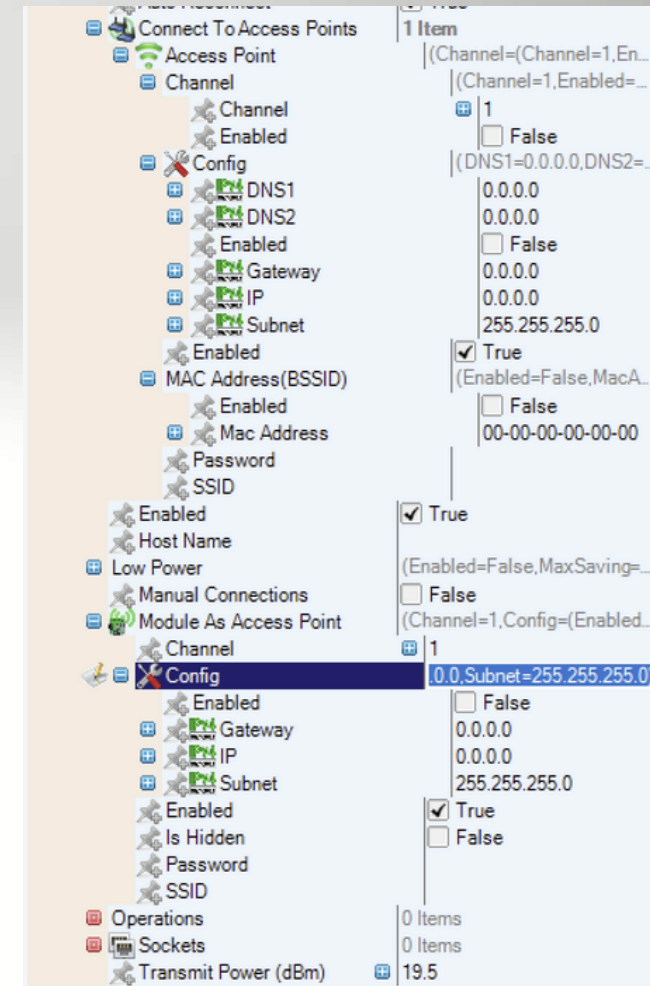 Auto Reconnect True
Connect To Access Points 1 Item
Access Point (Channel=(Channel=1,En...
Channel (Channel=1,Enabled=...
Channel 1
Enabled False
Config (DNS1=0.0.0.0,DNS2=...
DNS1 0.0.0.0
DNS2 0.0.0.0
Enabled False
Gateway 0.0.0.0
IP 0.0.0.0
Subnet 255.255.255.0
Enabled True
MAC Address(BSSID) (Enabled=False,MacA...
Enabled False
Mac Address 00-00-00-00-00-00
Password
SSID
Enabled True
Host Name
Low Power (Enabled=False,MaxSaving=...
Manual Connections False
Module As Access Point (Channel=1,Config=(Enabled...
Channel 1
Config .0.0,Subnet=255.255.255.0)
Enabled False
Gateway 0.0.0.0
IP 0.0.0.0
Subnet 255.255.255.0
Enabled True
Is Hidden False
Password
SSID
Operations 0 Items
Sockets 0 Items
Transmit Power (dBm) 19.5